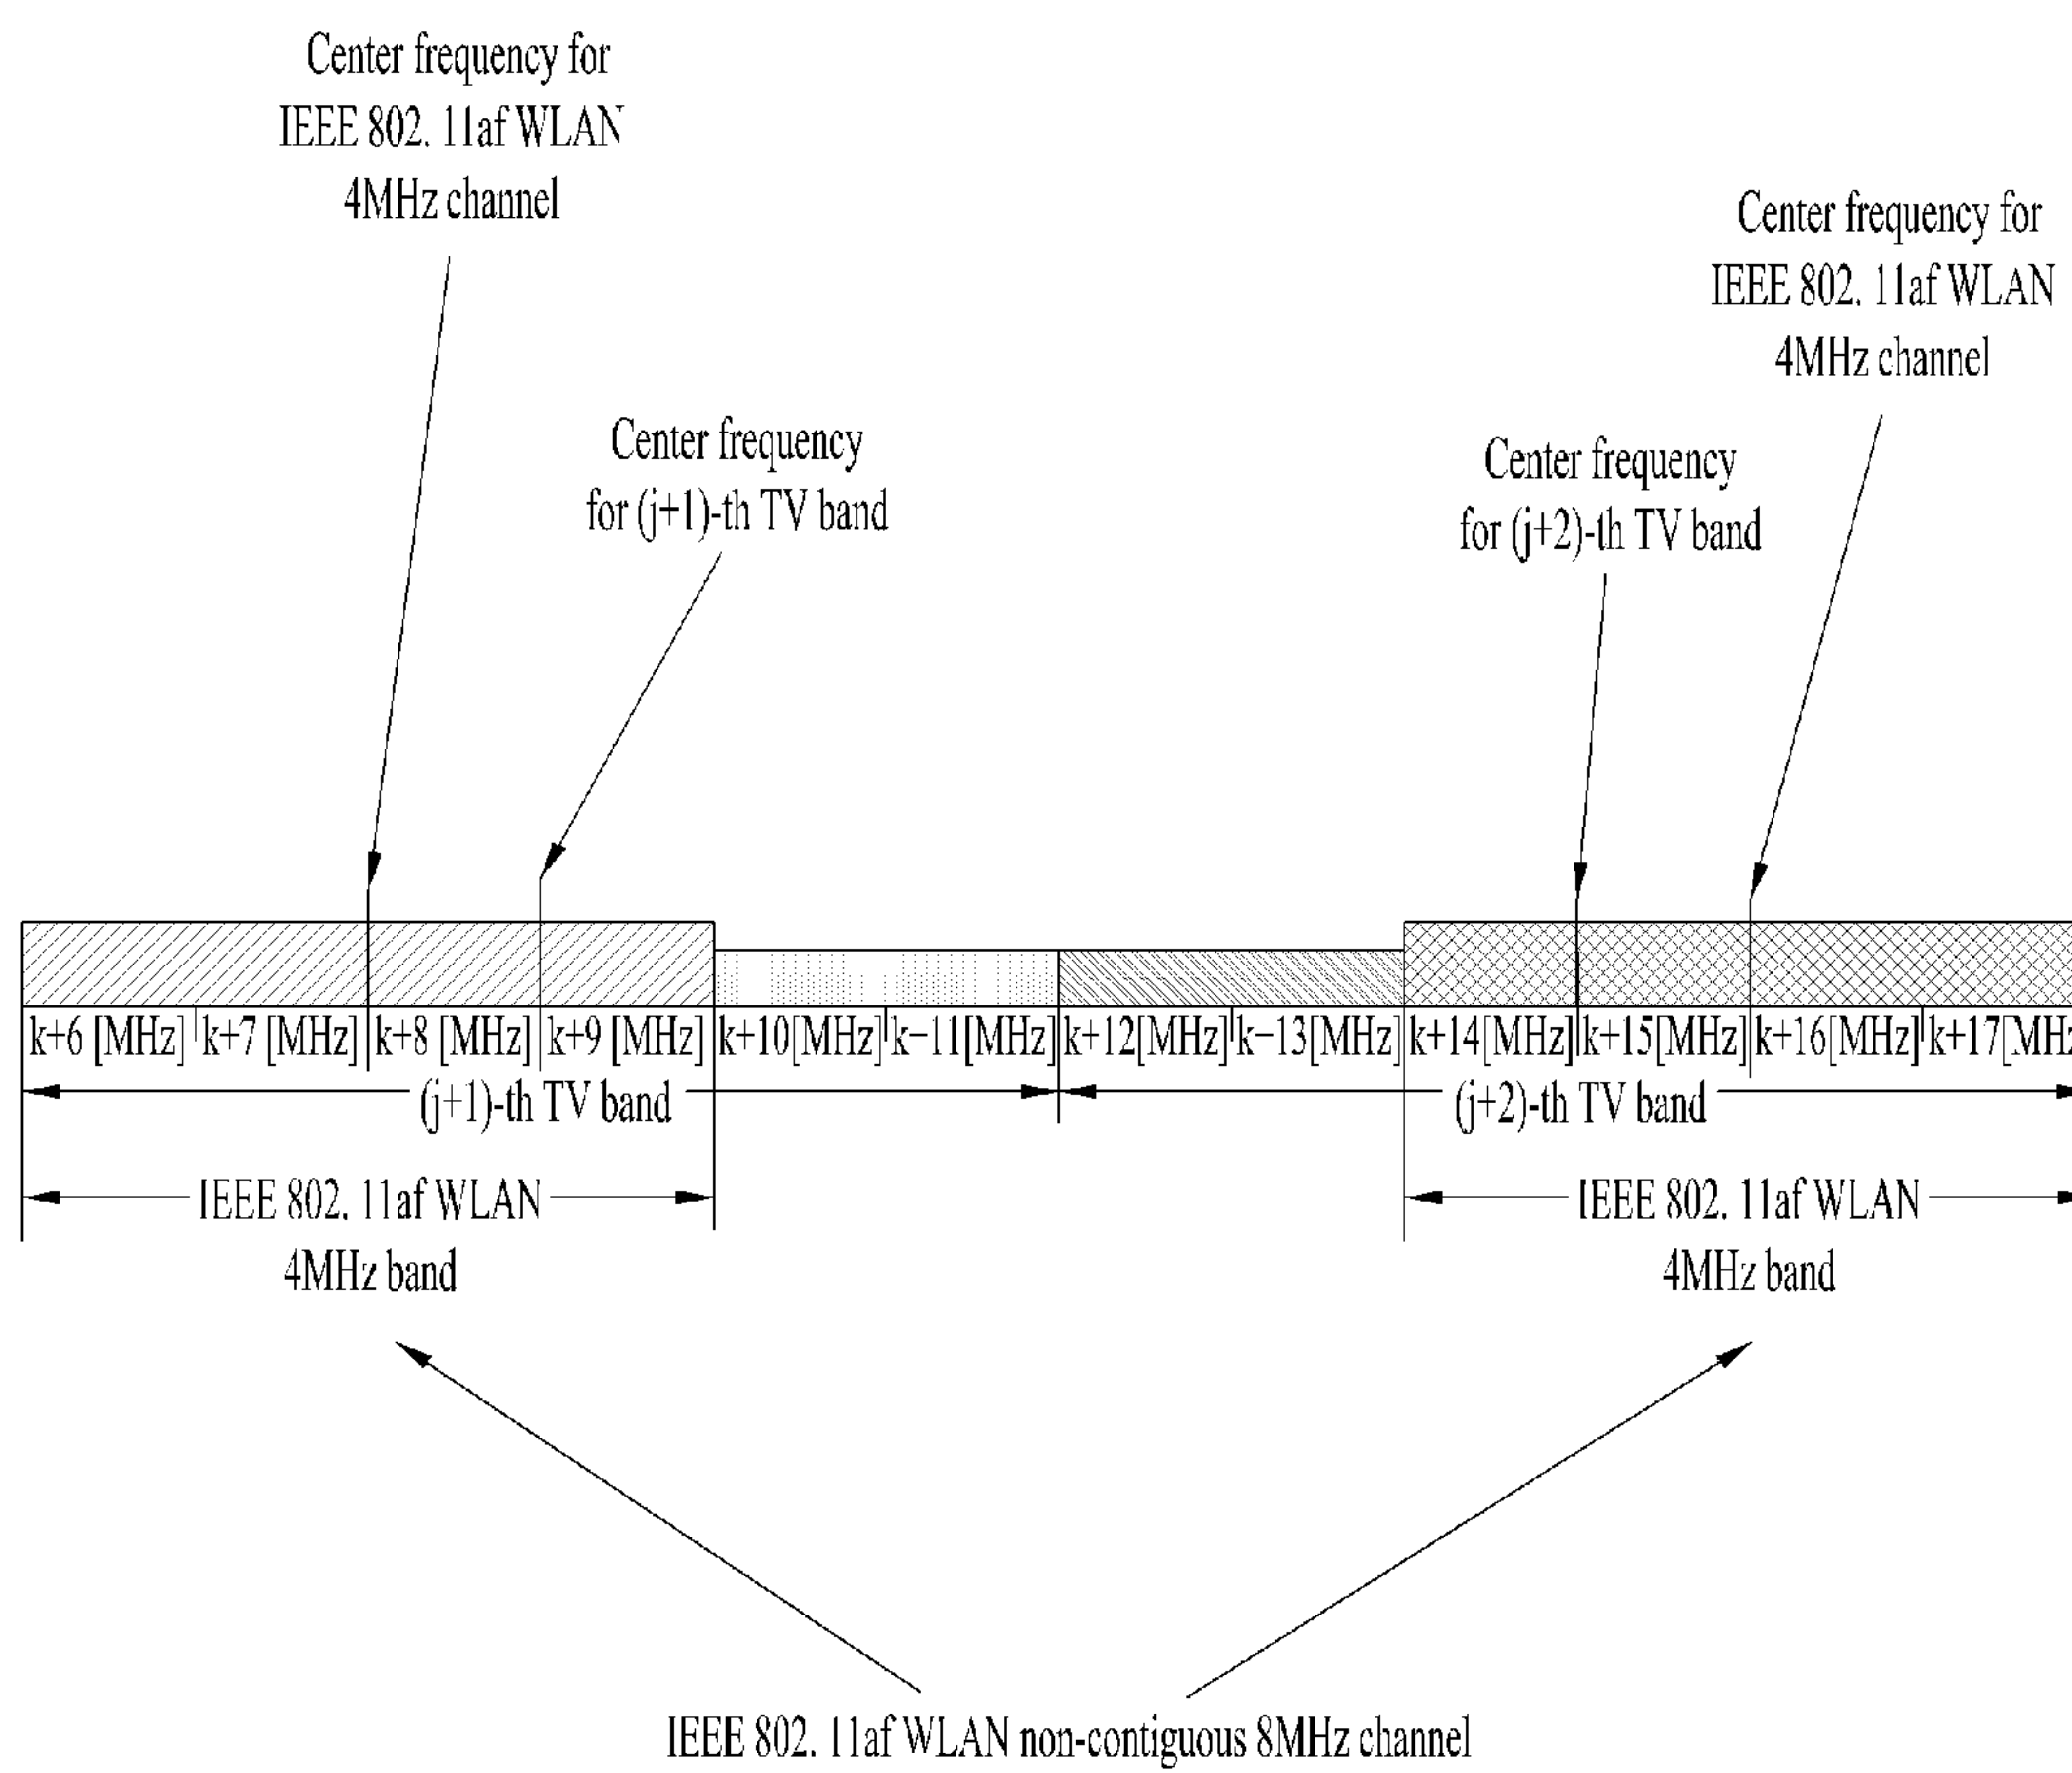 Center frequency for
IEEE 802. 11af WLAN
4MHz channel
Center frequency for
IEEE 802. 11af WLAN
4MHz channel
Center frequency
for (j+1)-th TV band
Center frequency
for (j+2)-th TV band
k+6 [MHz] k+7 [MHz] k+8 [MHz] k+9 [MHz] k+10[MHz] k−11[MHz] k+12[MHz] k−13[MHz] k+14[MHz] k+15[MHz] k+16[MHz] k+17[MHz
(j+1)-th TV band (j+2)-th TV band
IEEE 802. 11af WLAN
4MHz band
IEEE 802. 11af WLAN
4MHz band
IEEE 802. 11af WLAN non-contiguous 8MHz channel